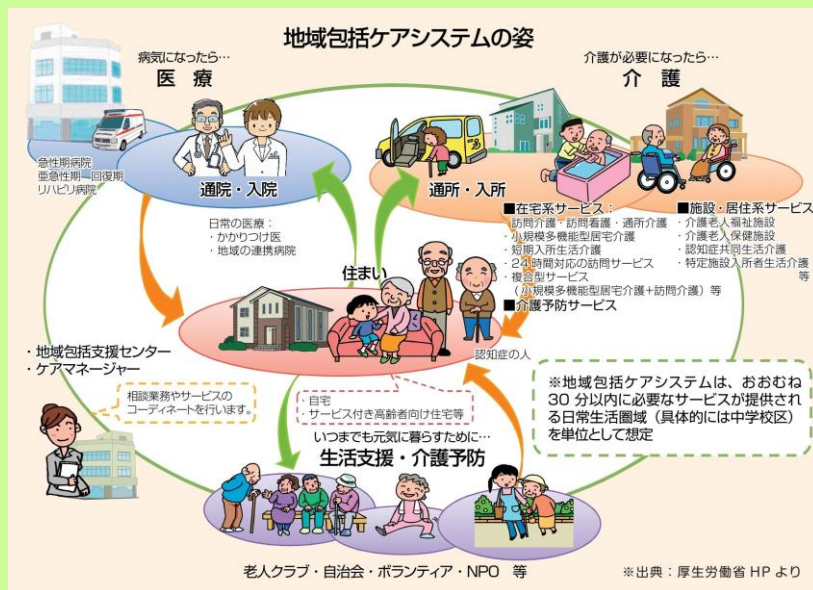 地域包括ケアシステムの姿
病気になったら…
医 療
介護が必要になったら…
介 護
急性期病院
亜急性期 回復期
リハビリ病院
通院・入院
通所・入所
日常の医療：
・かかりつけ医
・地域の連携病院
■在宅系サービス：
・訪問介護・訪問看護・通所介護
・小規模多機能型居宅介護
・短期入所生活介護
・24時間対応の訪問サービス
・複合型サービス
（小規模多機能型居宅介護+訪問介護）等
■介護予防サービス
■施設・居住系サービス
・介護老人福祉施設
・介護老人保健施設
・認知症共同生活介護
・特定施設入所者生活介護
等
住まい
認知症の人
・地域包括支援センター
・ケアマネージャー
相談業務やサービスの
コーディネートを行います。
・自宅
・サービス付き高齢者向け住宅等
※地域包括ケアシステムは、おおむね
30 分以内に必要なサービスが提供され
る日常生活圏域（具体的には中学校区）
を単位として想定
いつまでも元気に暮らすために…
生活支援・介護予防
老人クラブ・自治会・ボランティア・NPO 等
※出典：厚生労働省 HP より